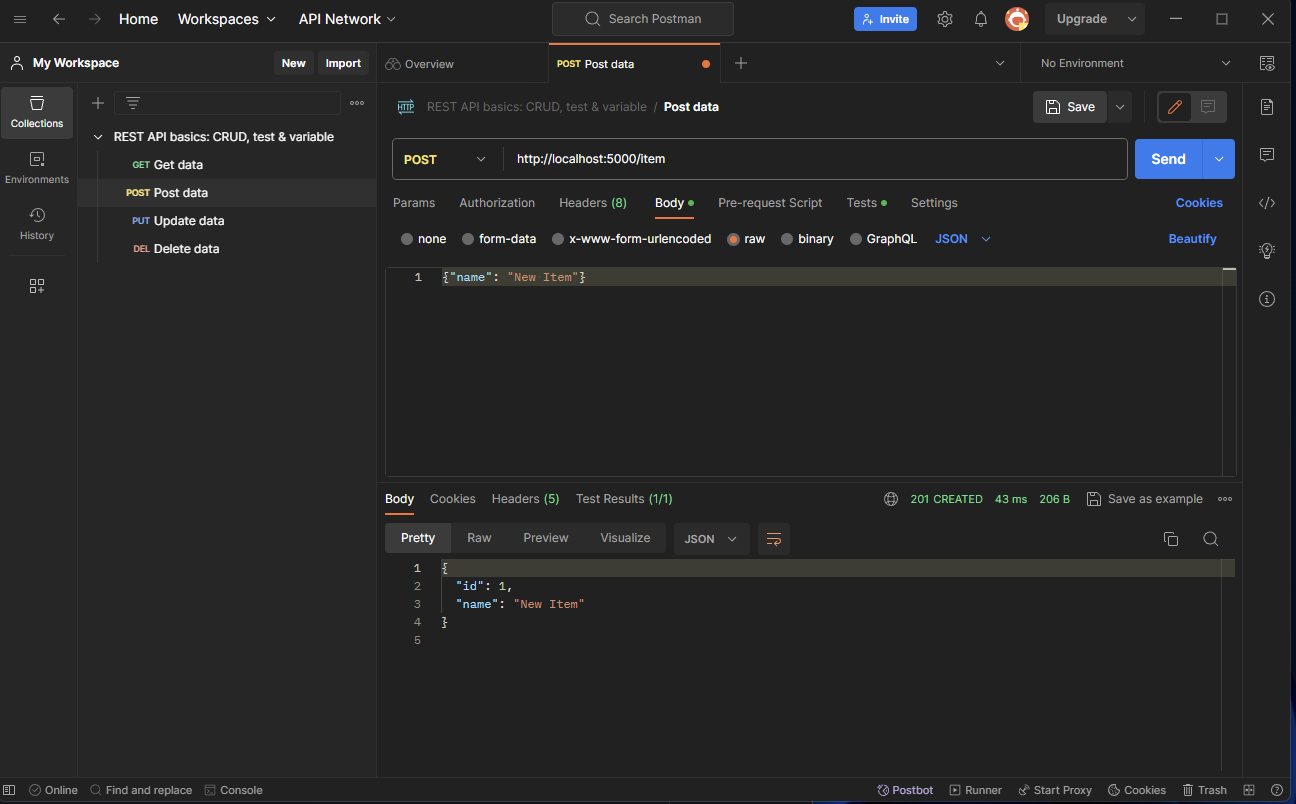 Home Workspaces API Network Search Postman Invite Upgrade
My Workspace New Import Overview POST Post data No Environment
Collections
Environments
History
REST API basics: CRUD, test & variable
GET Get data
POST Post data
PUT Update data
DEL Delete data
HTTP REST API basics: CRUD, test & variable / Post data Save
POST http://localhost:5000/item Send
Params Authorization Headers (8) Body Pre-request Script Tests Settings Cookies
none form-data x-www-form-urlencoded raw binary GraphQL JSON Beautify
1 {"name": "New Item"}
Body Cookies Headers (5) Test Results (1/1) 201 CREATED 43 ms 206 B Save as example
Pretty Raw Preview Visualize JSON
1 {
2 "id": 1,
3 "name": "New Item"
4 }
5
Online Find and replace Console Postbot Runner Start Proxy Cookies Trash